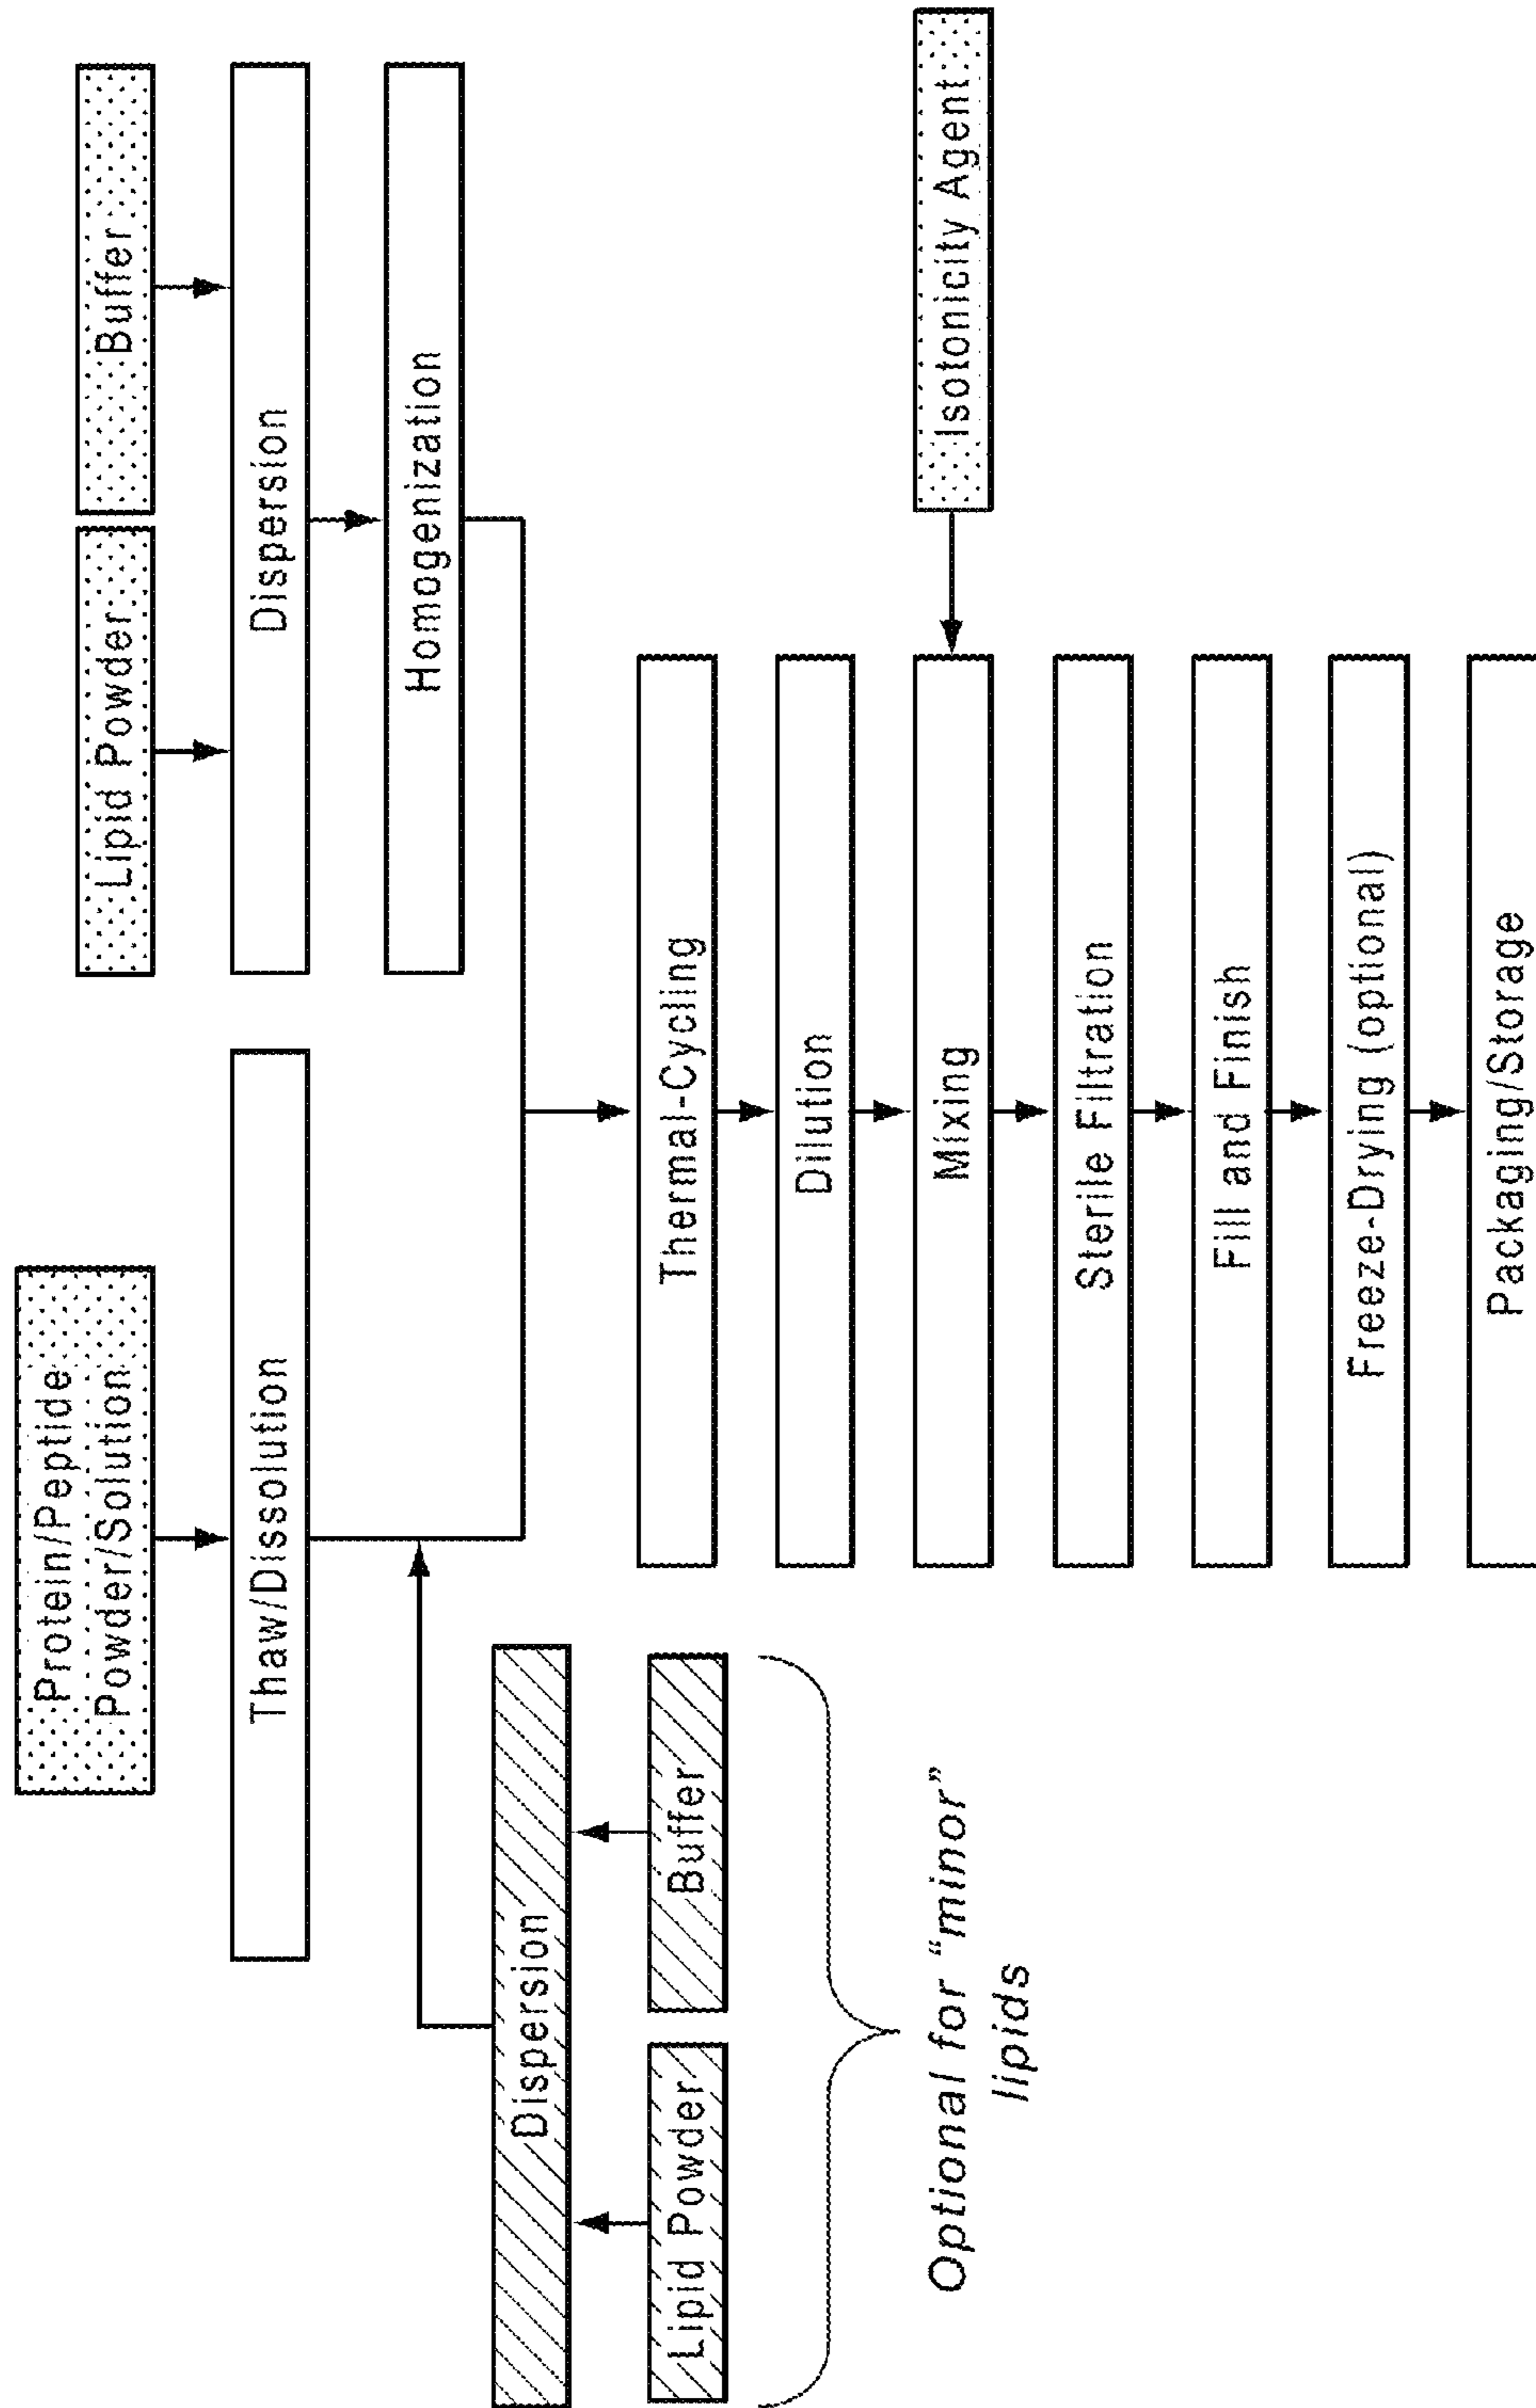 Protein/Peptide
Powder/Solution
Lipid Powder
Buffer
Thaw/Dissolution
Dispersion
Homogenization
Dispersion
Lipid Powder
Buffer
Optional for “minor”
lipids
Thermal-Cycling
Dilution
Mixing
Isotonicity Agent
Sterile Filtration
Fill and Finish
Freeze-Drying (optional)
Packaging/Storage